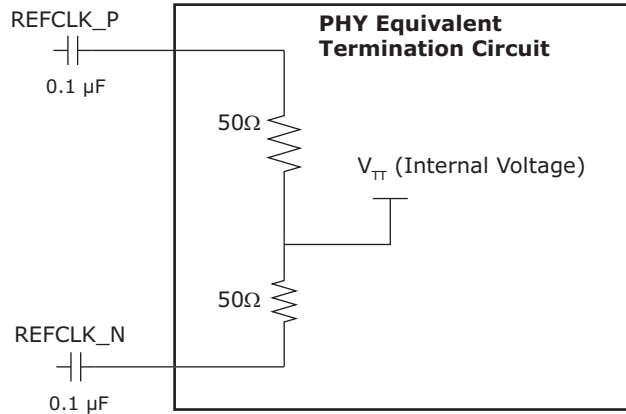 REFCLK_P
0.1 µF
PHY Equivalent
Termination Circuit
50Ω
V_TT (Internal Voltage)
50Ω
REFCLK_N
0.1 µF